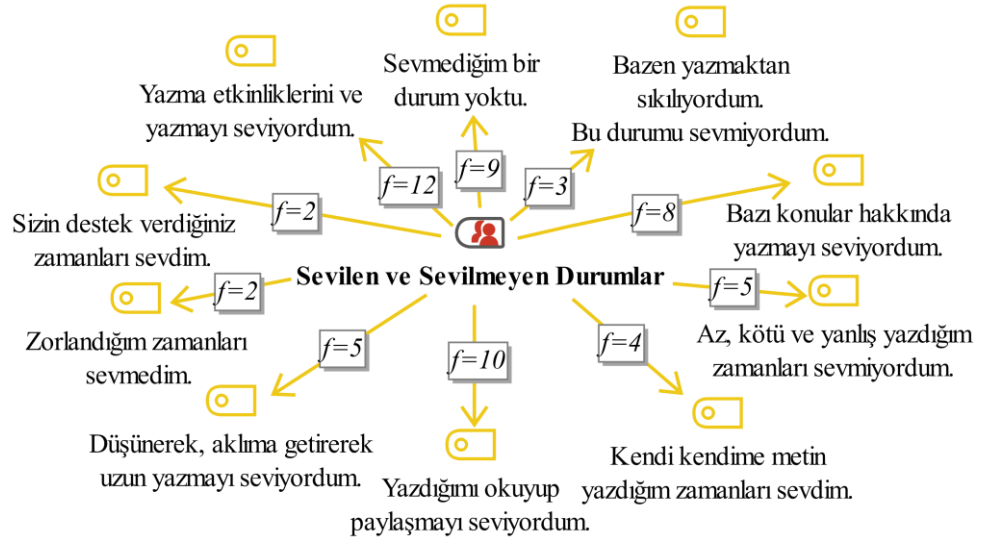 Sevmediğim bir
durum yoktu.
Bazen yazmaktan
sıkılıyordum.
Bu durumu sevmiyordum.
Yazma etkinliklerini ve
yazmayı seviyordum.
f=12
f=9
f=3
f=2
f=8
Sizin destek verdiğiniz
zamanları sevdim.
Bazı konular hakkında
yazmayı seviyordum.
Sevilen ve Sevilmeyen Durumlar
f=2
f=5
Zorlandığım zamanları
sevmedim.
Az, kötü ve yanlış yazdığım
zamanları sevmiyordum.
f=5
f=10
f=4
Düşünerek, aklıma getirerek
uzun yazmayı seviyordum.
Yazdığımı okuyup
paylaşmayı seviyordum.
Kendi kendime metin
yazdığım zamanları sevdim.